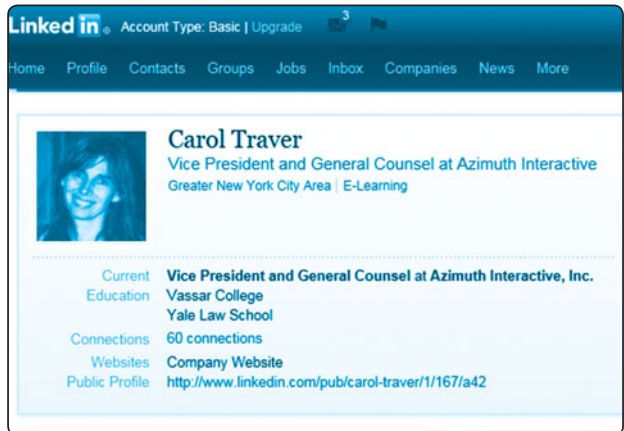 Linked in ® Account Type: Basic | Upgrade 3
Home Profile Contacts Groups Jobs Inbox Companies News More
Carol Traver
Vice President and General Counsel at Azimuth Interactive
Greater New York City Area | E-Learning
Current Vice President and General Counsel at Azimuth Interactive, Inc.
Education Vassar College
Yale Law School
Connections 60 connections
Websites Company Website
Public Profile http://www.linkedin.com/pub/carol-traver/1/167/a42